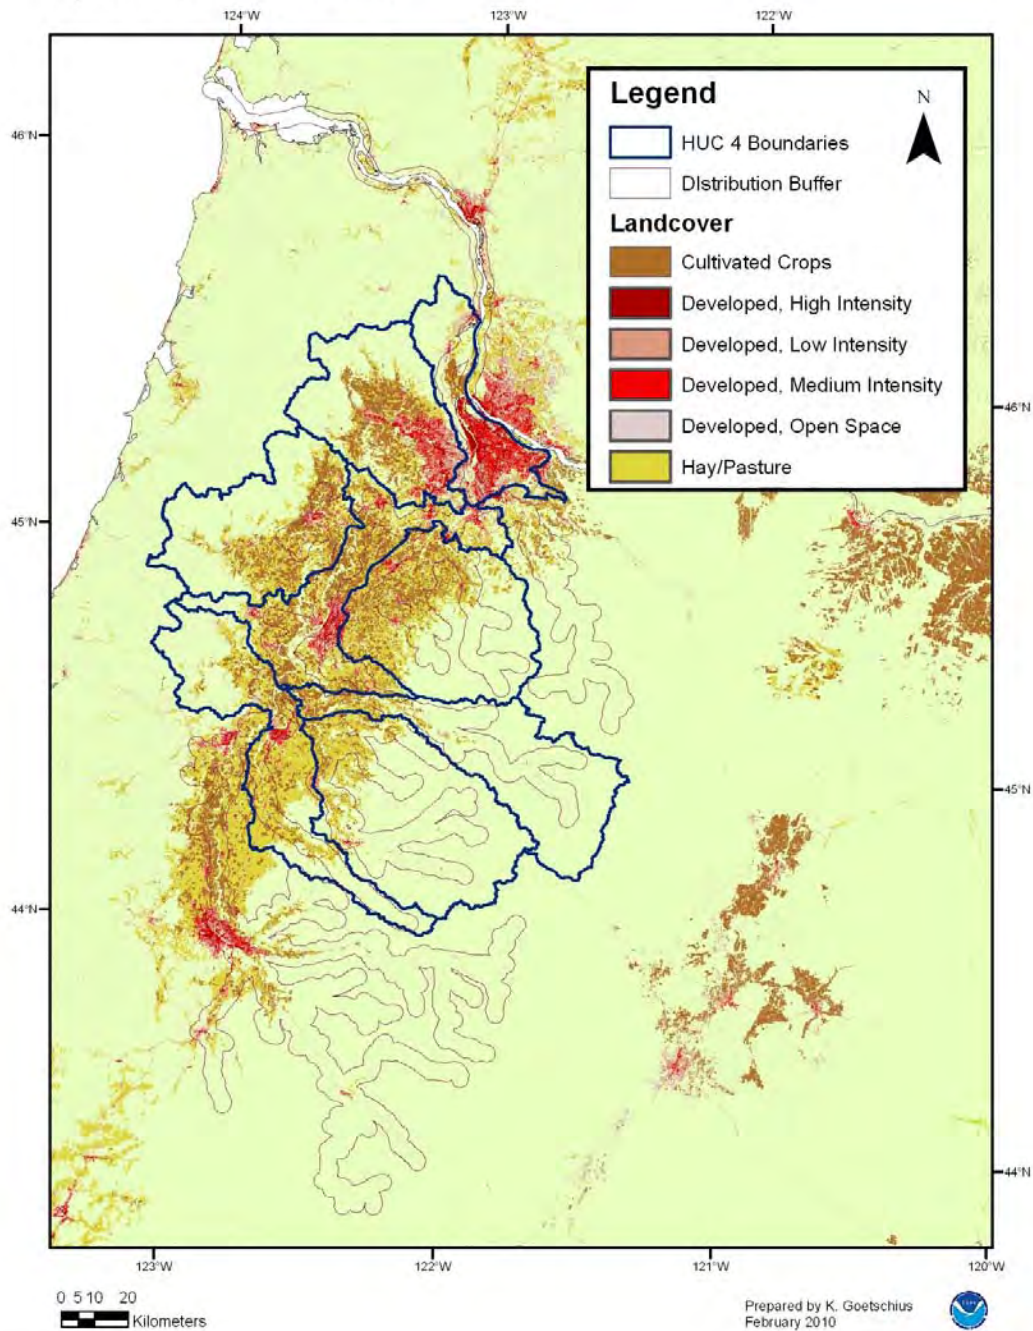 124°W 123°W 122°W
Legend
N
HUC 4 Boundaries
DIstribution Buffer
Landcover
Cultivated Crops
Developed, High Intensity
Developed, Low Intensity
Developed, Medium Intensity
Developed, Open Space
Hay/Pasture
46°N
46°N
45°N
45°N
44°N
44°N
123°W 122°W 121°W 120°W
0 5 10 20
Kilometers
Prepared by K. Goetschius
February 2010